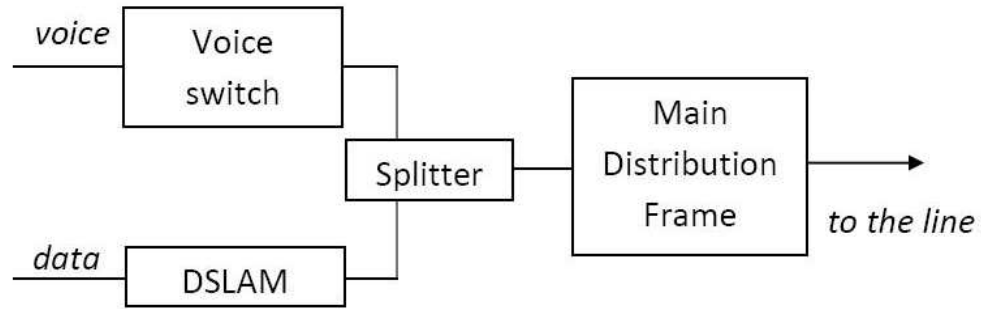 voice
Voice
switch
Splitter
data
DSLAM
Main
Distribution
Frame
to the line